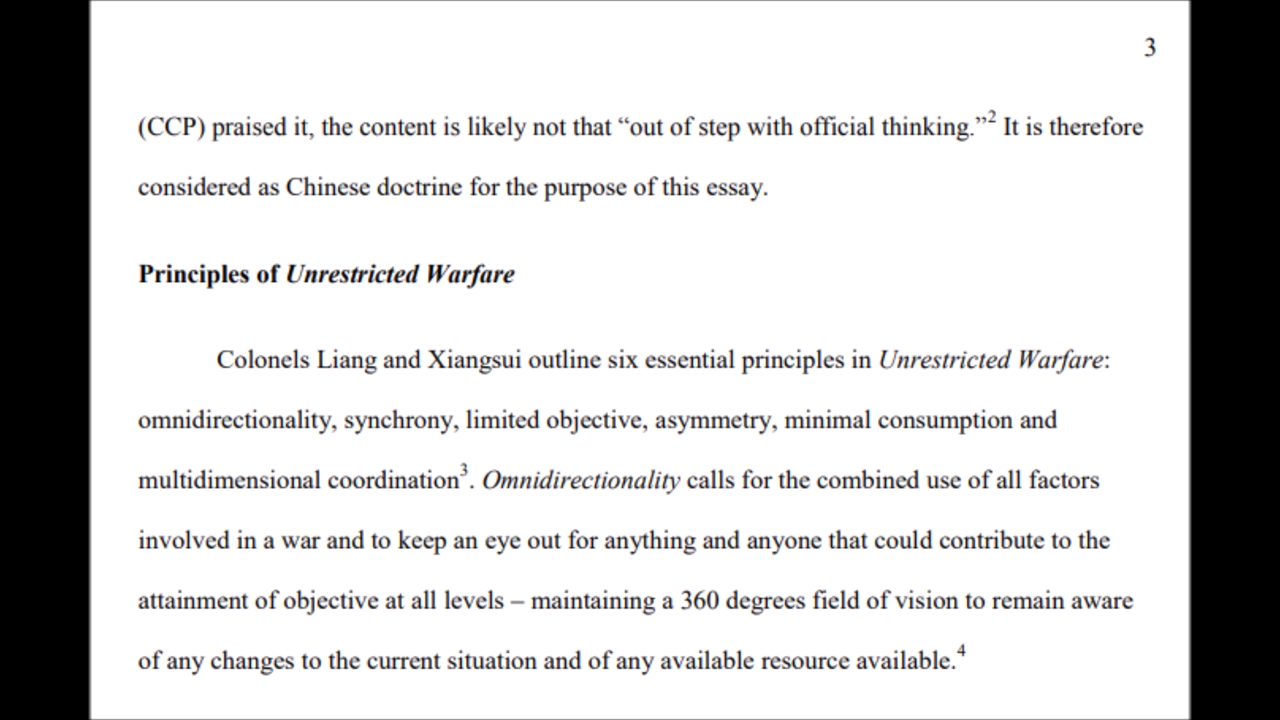 3
(CCP) praised it, the content is likely not that “out of step with official thinking.”2 It is therefore
considered as Chinese doctrine for the purpose of this essay.
Principles of Unrestricted Warfare
Colonels Liang and Xiangsui outline six essential principles in Unrestricted Warfare:
omnidirectionality, synchrony, limited objective, asymmetry, minimal consumption and
multidimensional coordination3. Omnidirectionality calls for the combined use of all factors
involved in a war and to keep an eye out for anything and anyone that could contribute to the
attainment of objective at all levels – maintaining a 360 degrees field of vision to remain aware
of any changes to the current situation and of any available resource available.4